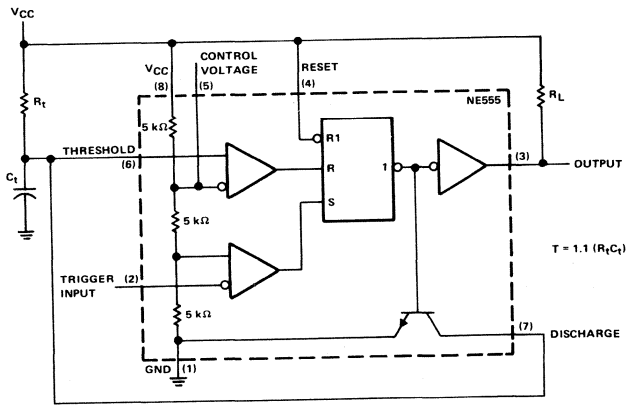 VCC
VCC
(8)
CONTROL
VOLTAGE
(5)
RESET
(4)
NE555
Rt
RL
5 kΩ
R1
THRESHOLD
(6)
R
1
(3)
OUTPUT
Ct
S
5 kΩ
T = 1.1 (RtCt)
TRIGGER
INPUT
(2)
5 kΩ
(7)
DISCHARGE
GND
(1)